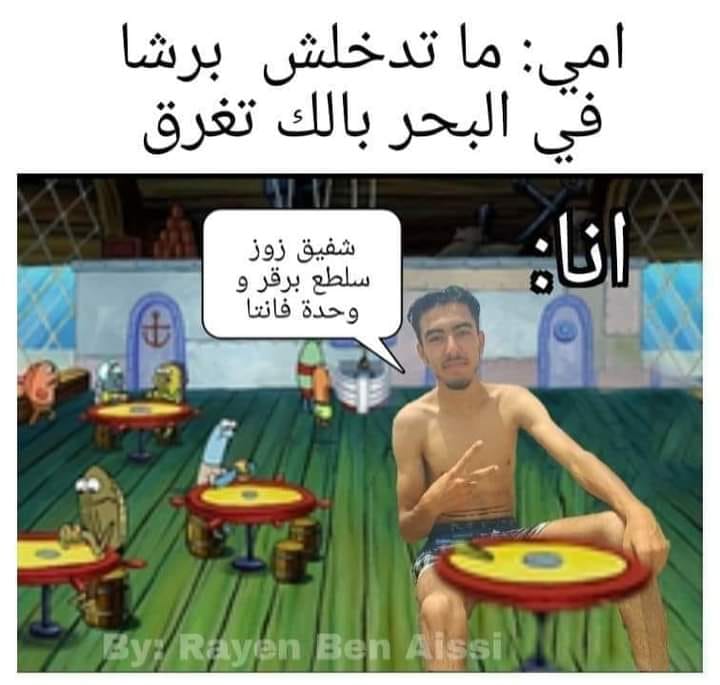 امي: ما تدخلش برشا
في البحر بالك تغرق
انا:
شفيق زوز
سلطع برقر و
وحدة فانتا
By: Rayen Ben Aissi